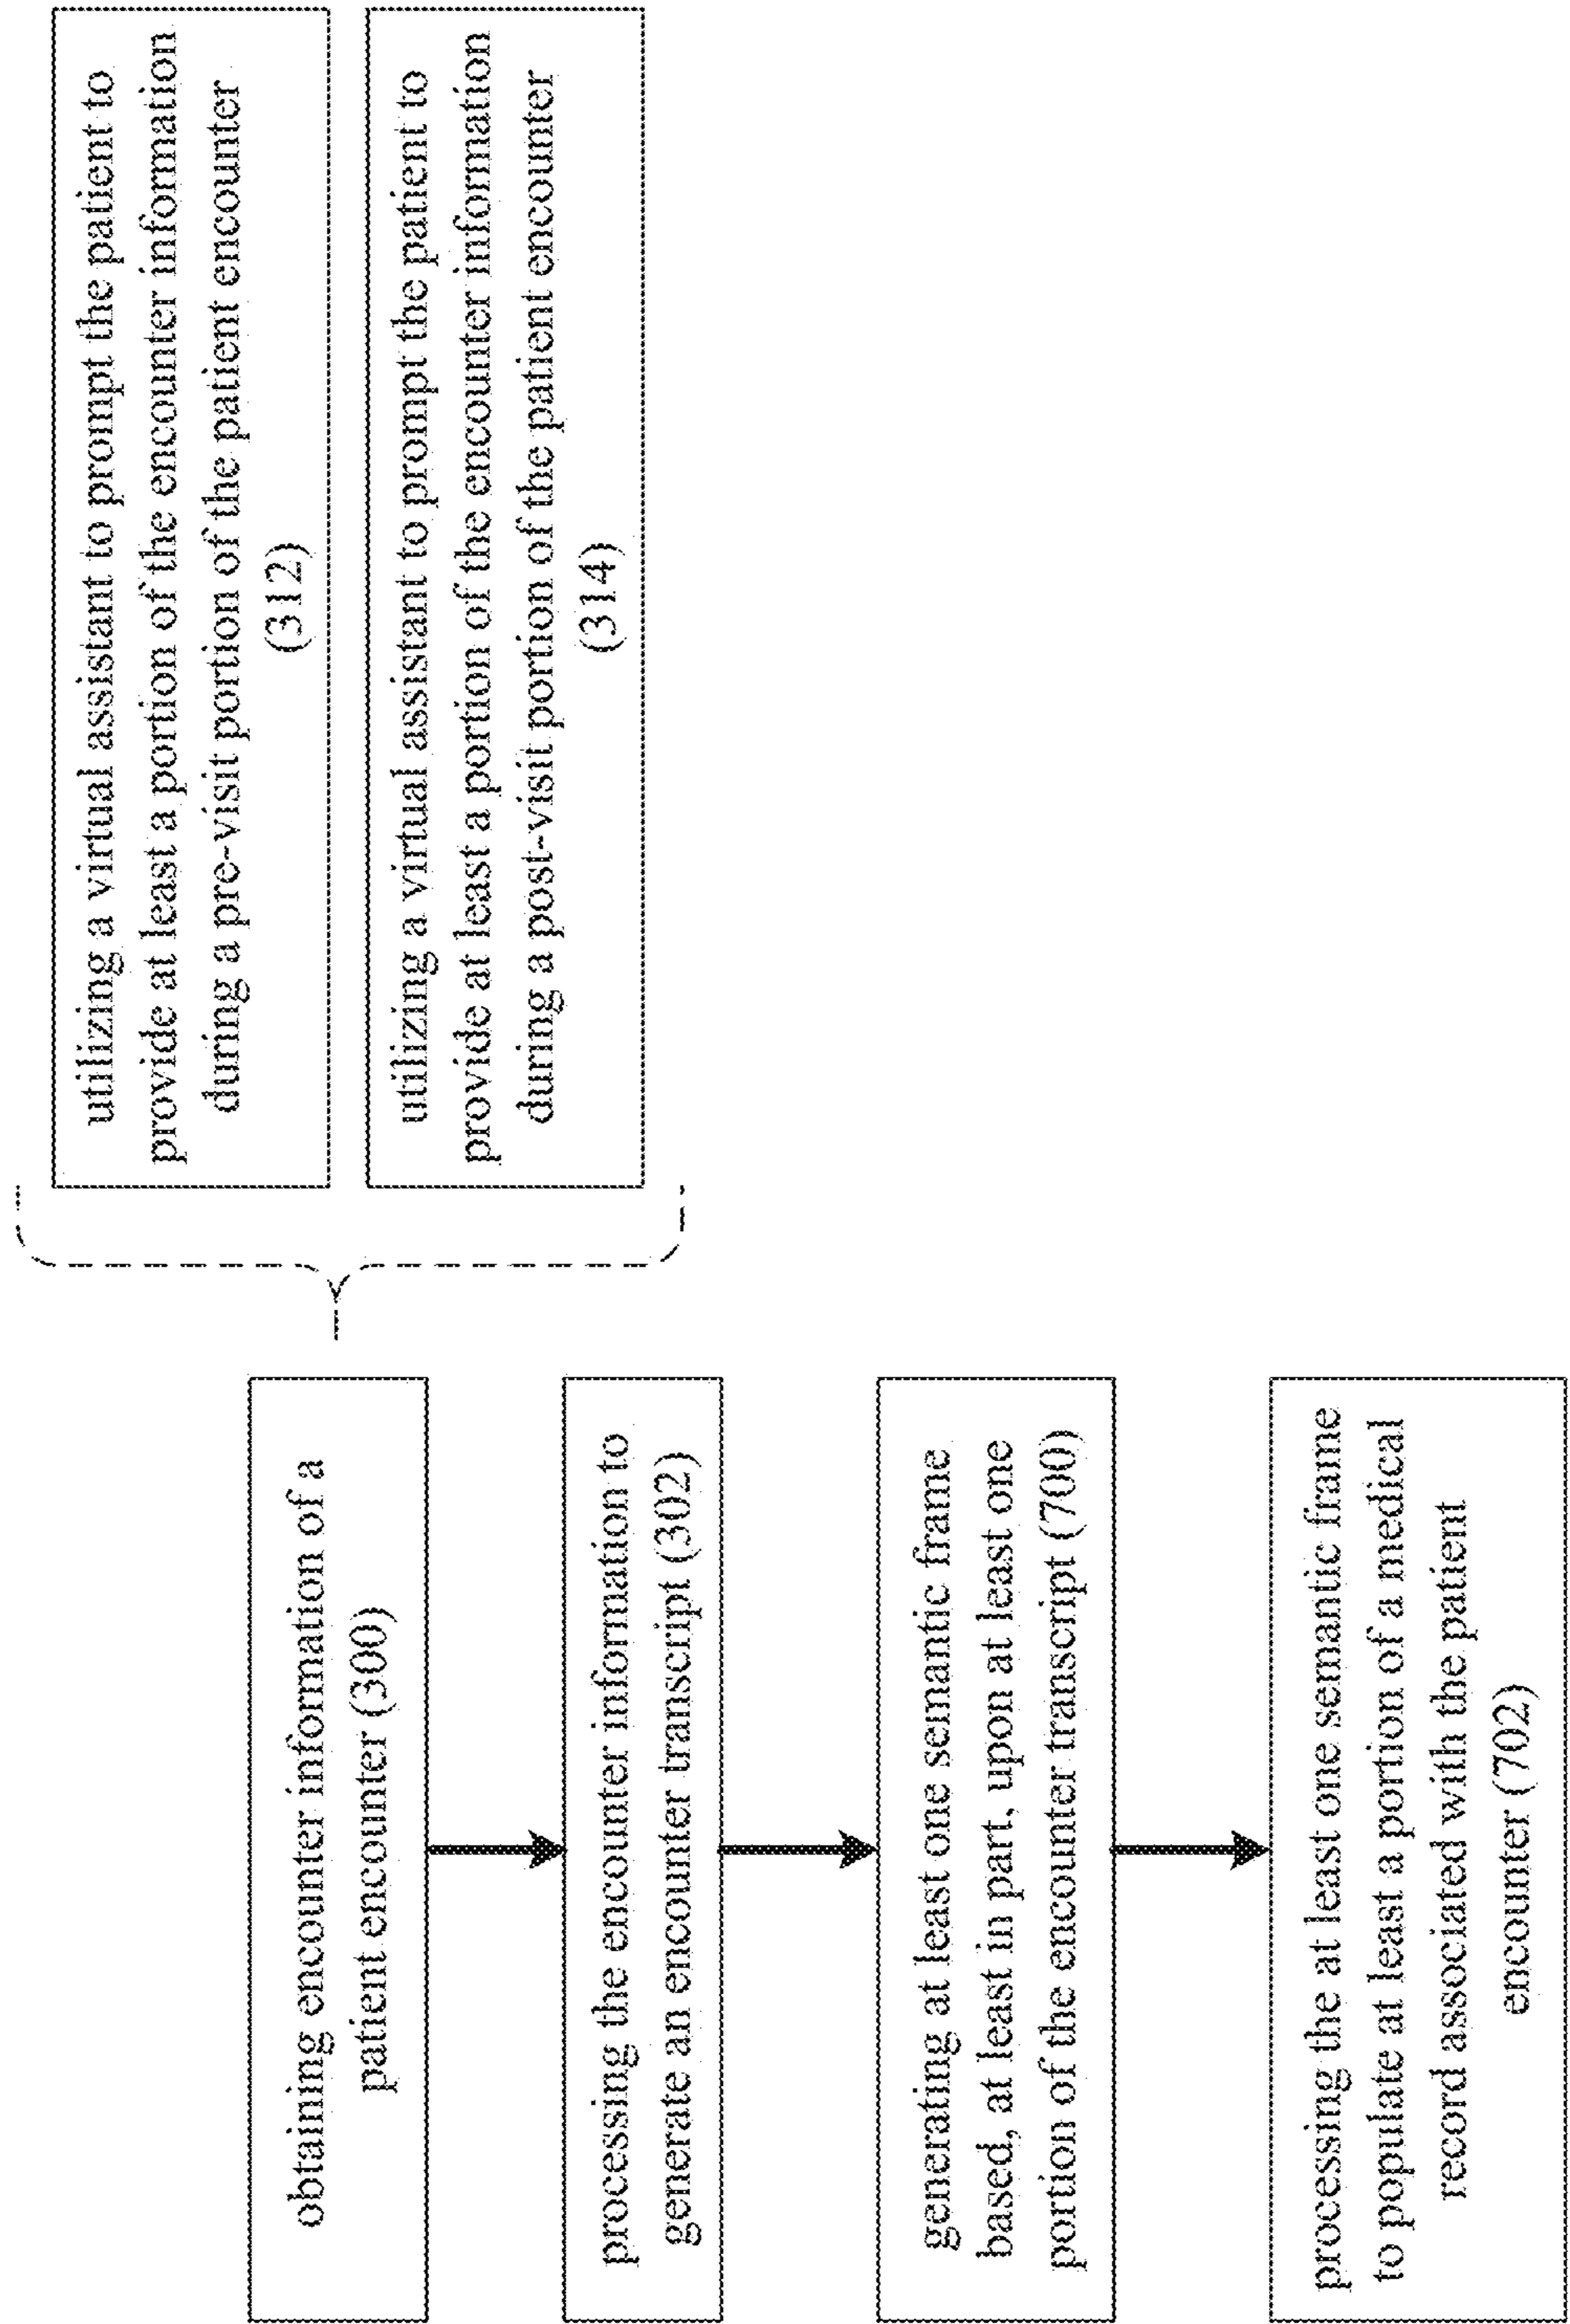 obtaining encounter information of a
patient encounter (300)
processing the encounter information to
generate an encounter transcript (302)
generating at least one semantic frame
based, at least in part, upon at least one
portion of the encounter transcript (700)
processing the at least one semantic frame
to populate at least a portion of a medical
record associated with the patient
encounter (702)
utilizing a virtual assistant to prompt the patient to
provide at least a portion of the encounter information
during a pre-visit portion of the patient encounter
(312)
utilizing a virtual assistant to prompt the patient to
provide at least a portion of the encounter information
during a post-visit portion of the patient encounter
(314)